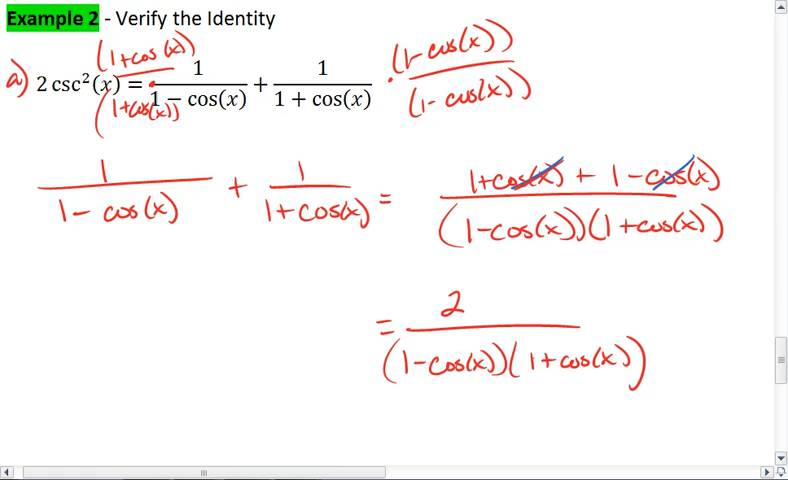 Example 2 - Verify the Identity
a) 2 csc²(x) = (1+cos(x))/(1+cos(x)) · 1/(1 − cos(x)) + 1/(1 + cos(x)) · (1-cos(x))/(1-cos(x))
1/(1-cos(x)) + 1/(1+cos(x)) = (1+cos(x) + 1-cos(x))/((1-cos(x))(1+cos(x)))
= 2/((1-cos(x))(1+cos(x)))